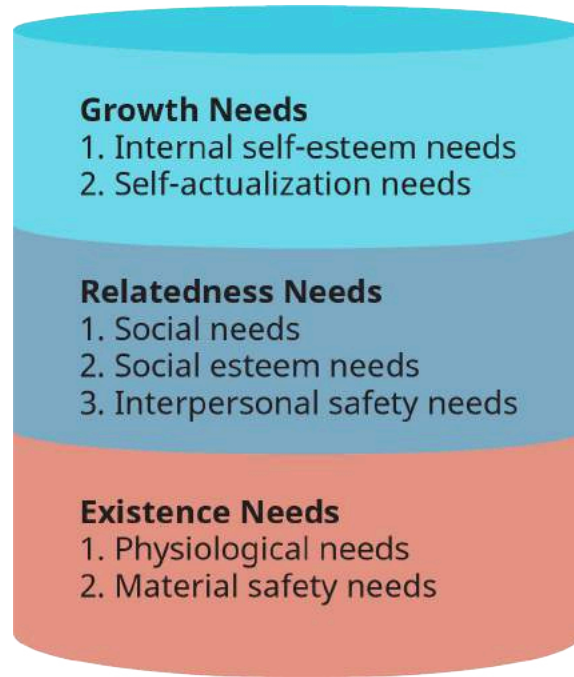 Growth Needs
1. Internal self-esteem needs
2. Self-actualization needs
Relatedness Needs
1. Social needs
2. Social esteem needs
3. Interpersonal safety needs
Existence Needs
1. Physiological needs
2. Material safety needs